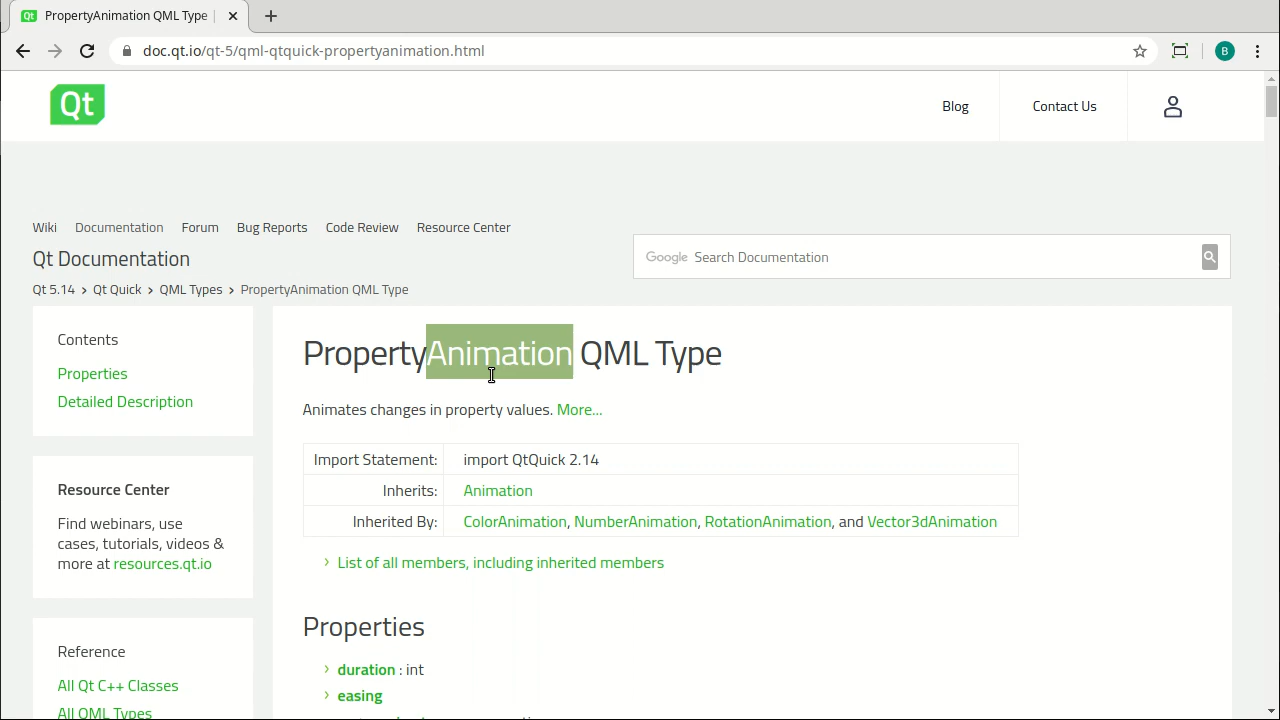 Qt PropertyAnimation QML Type
doc.qt.io/qt-5/qml-qtquick-propertyanimation.html
B
Qt
Blog
Contact Us
Wiki
Documentation
Forum
Bug Reports
Code Review
Resource Center
Qt Documentation
Google Search Documentation
Qt 5.14 › Qt Quick › QML Types › PropertyAnimation QML Type
Contents
Properties
Detailed Description
Resource Center
Find webinars, use
cases, tutorials, videos &
more at resources.qt.io
Reference
All Qt C++ Classes
All QML Types
PropertyAnimation QML Type
Animates changes in property values. More...
Import Statement: import QtQuick 2.14
Inherits: Animation
Inherited By: ColorAnimation, NumberAnimation, RotationAnimation, and Vector3dAnimation
› List of all members, including inherited members
Properties
› duration : int
› easing